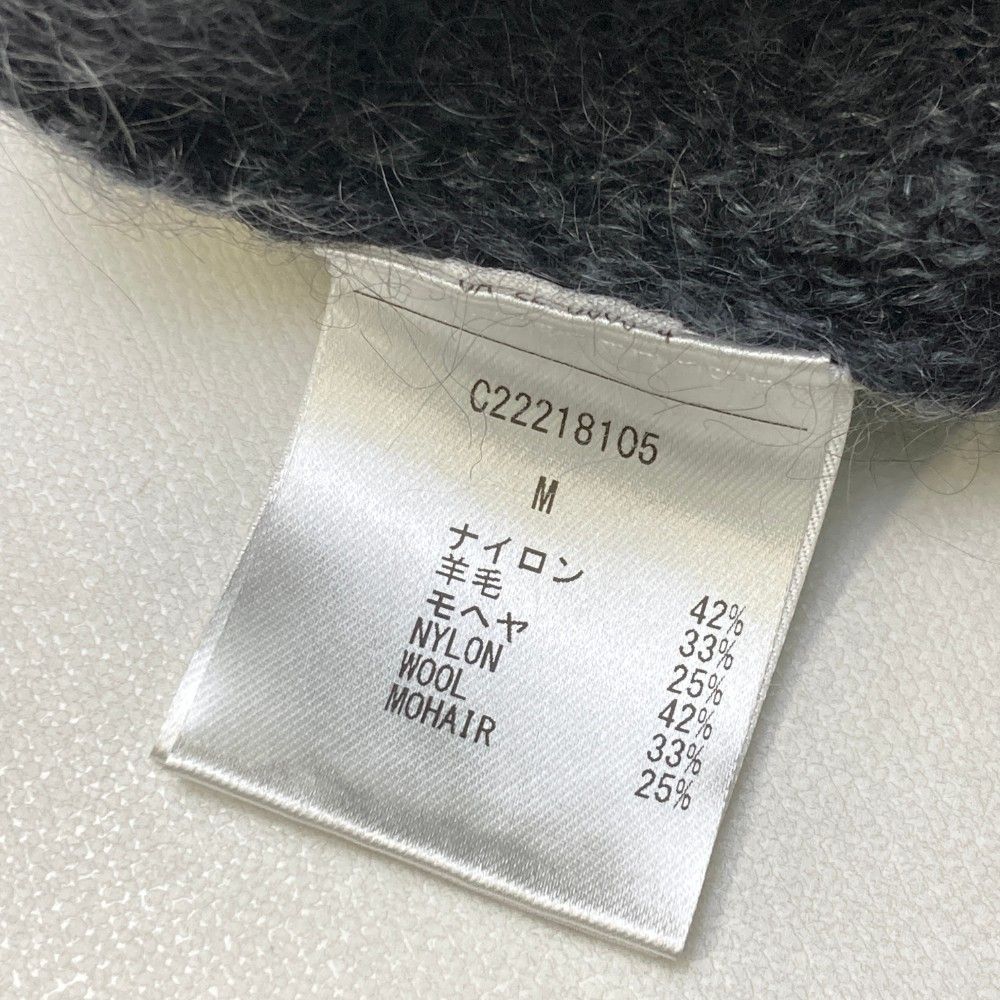 C22218105
M
ナイロン 42%
羊毛 33%
モヘヤ 25%
NYLON 42%
WOOL 33%
MOHAIR 25%